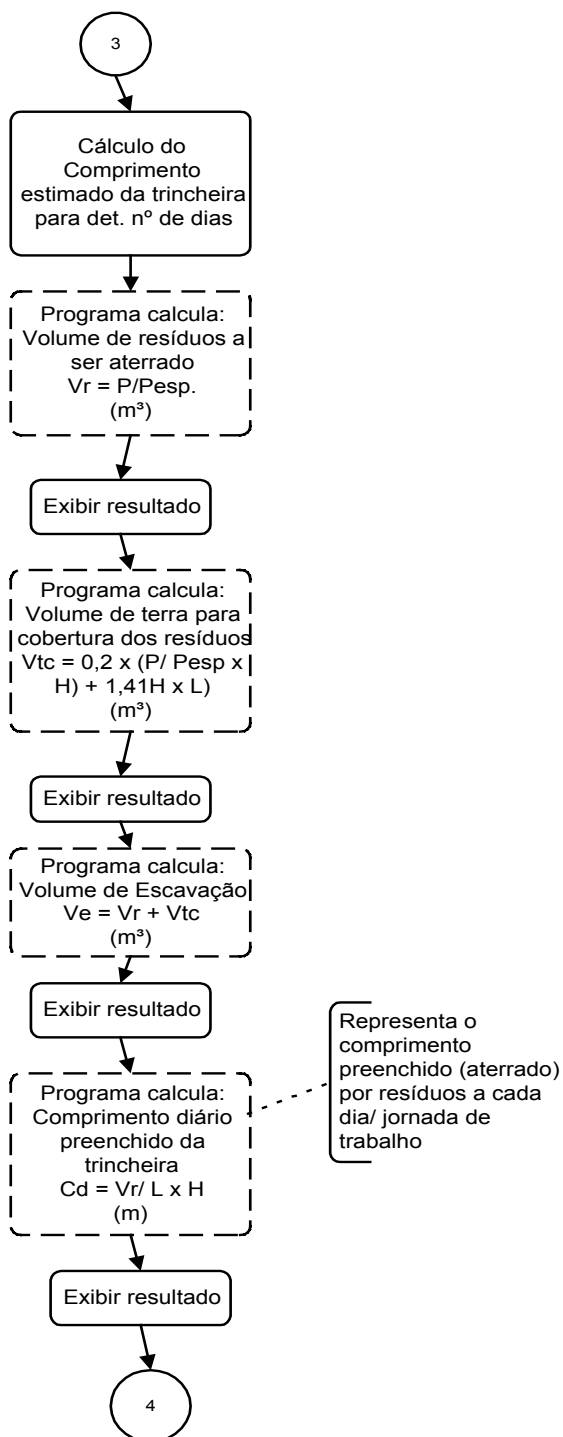 3
Cálculo do
Comprimento
estimado da trincheira
para det. nº de dias
Programa calcula:
Volume de resíduos a
ser aterrado
Vr = P/Pesp.
(m³)
Exibir resultado
Programa calcula:
Volume de terra para
cobertura dos resíduos
Vtc = 0,2 x (P/ Pesp x
H) + 1,41H x L)
(m³)
Exibir resultado
Programa calcula:
Volume de Escavação
Ve = Vr + Vtc
(m³)
Exibir resultado
Programa calcula:
Comprimento diário
preenchido da
trincheira
Cd = Vr/ L x H
(m)
Representa o
comprimento
preenchido (aterrado)
por resíduos a cada
dia/ jornada de
trabalho
Exibir resultado
4